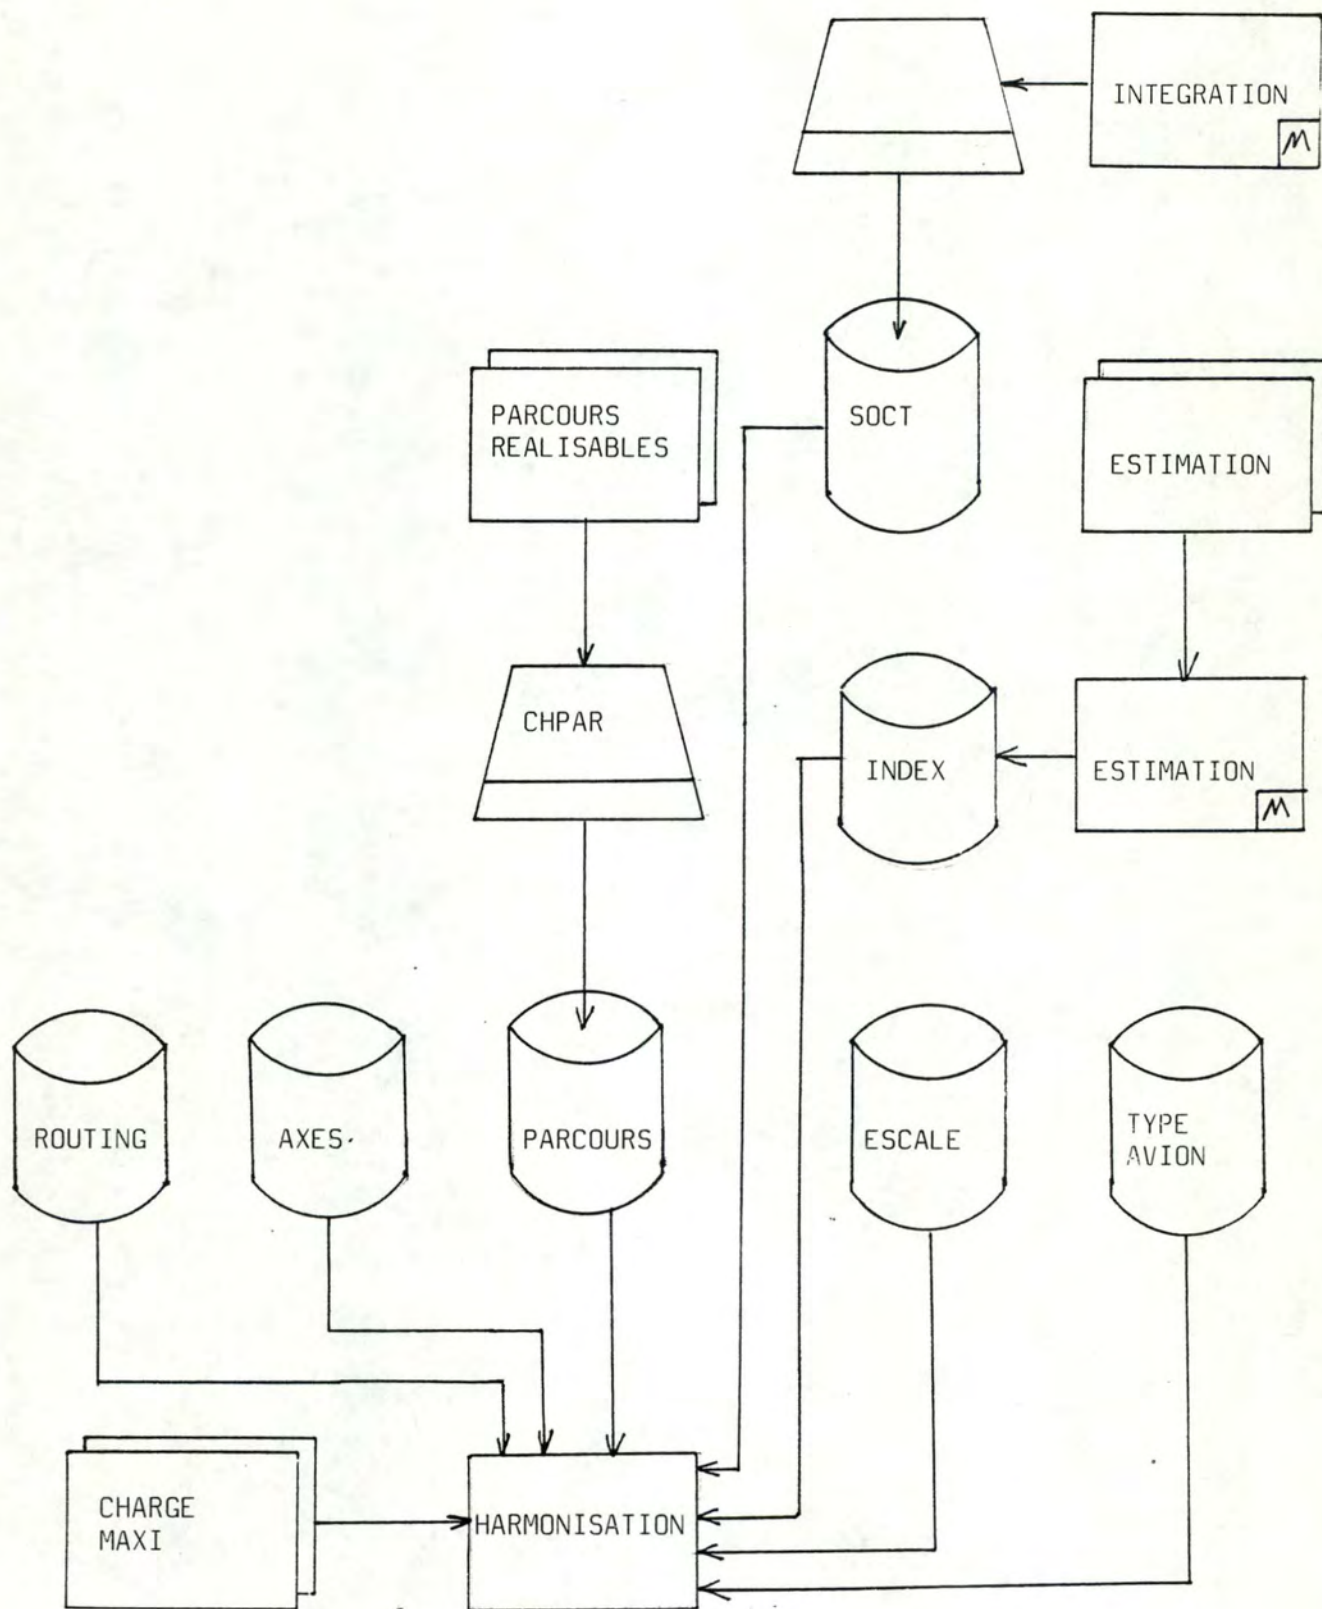 INTEGRATION
M
PARCOURS
REALISABLES
SOCT
ESTIMATION
CHPAR
INDEX
ESTIMATION
M
ROUTING
AXES
PARCOURS
ESCALE
TYPE
AVION
CHARGE
MAXI
HARMONISATION